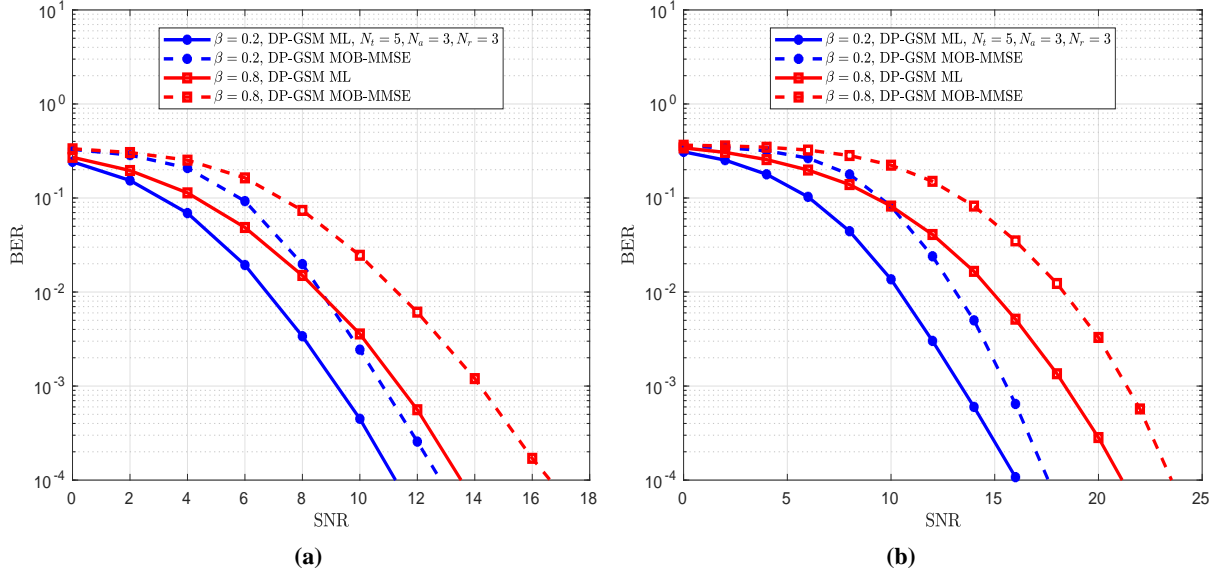 10^1
10^0
10^-1
10^-2
10^-3
10^-4
BER
β = 0.2, DP-GSM ML, N_t = 5, N_a = 3, N_r = 3
β = 0.2, DP-GSM MOB-MMSE
β = 0.8, DP-GSM ML
β = 0.8, DP-GSM MOB-MMSE
0 2 4 6 8 10 12 14 16 18
SNR
(a)
10^1
10^0
10^-1
10^-2
10^-3
10^-4
BER
β = 0.2, DP-GSM ML, N_t = 5, N_a = 3, N_r = 3
β = 0.2, DP-GSM MOB-MMSE
β = 0.8, DP-GSM ML
β = 0.8, DP-GSM MOB-MMSE
0 5 10 15 20 25
SNR
(b)